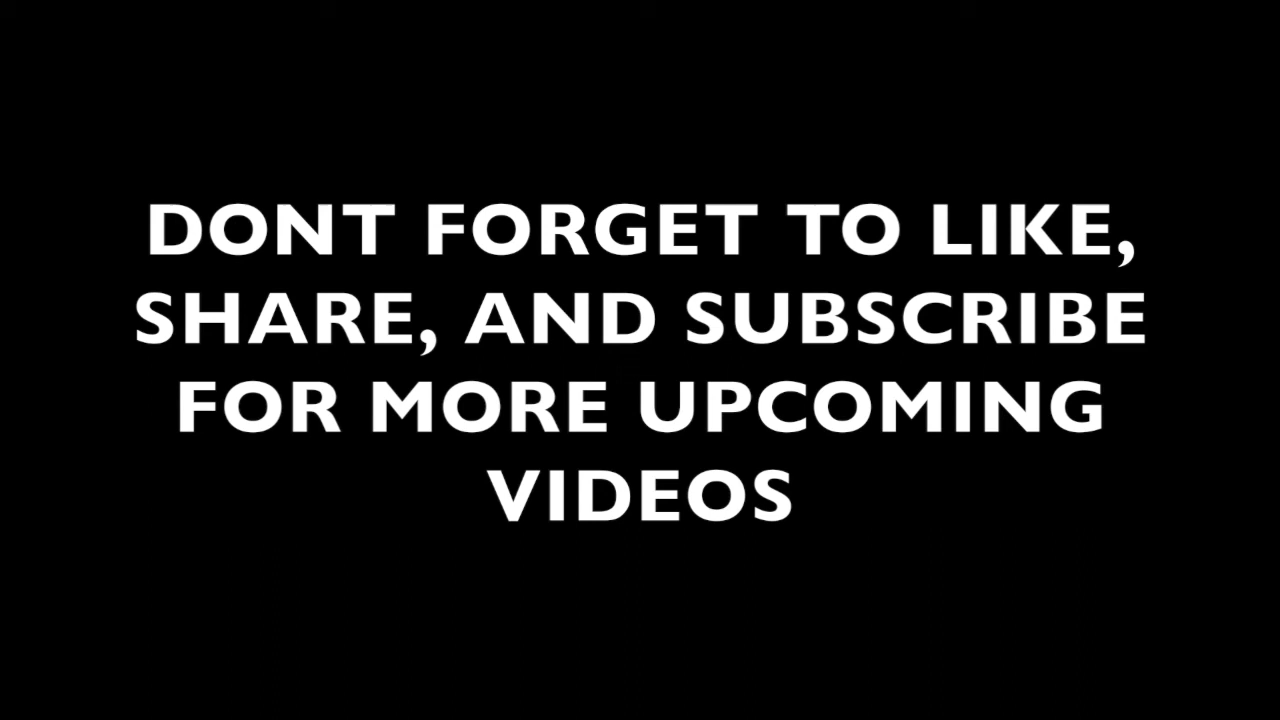 DONT FORGET TO LIKE,
SHARE, AND SUBSCRIBE
FOR MORE UPCOMING
VIDEOS